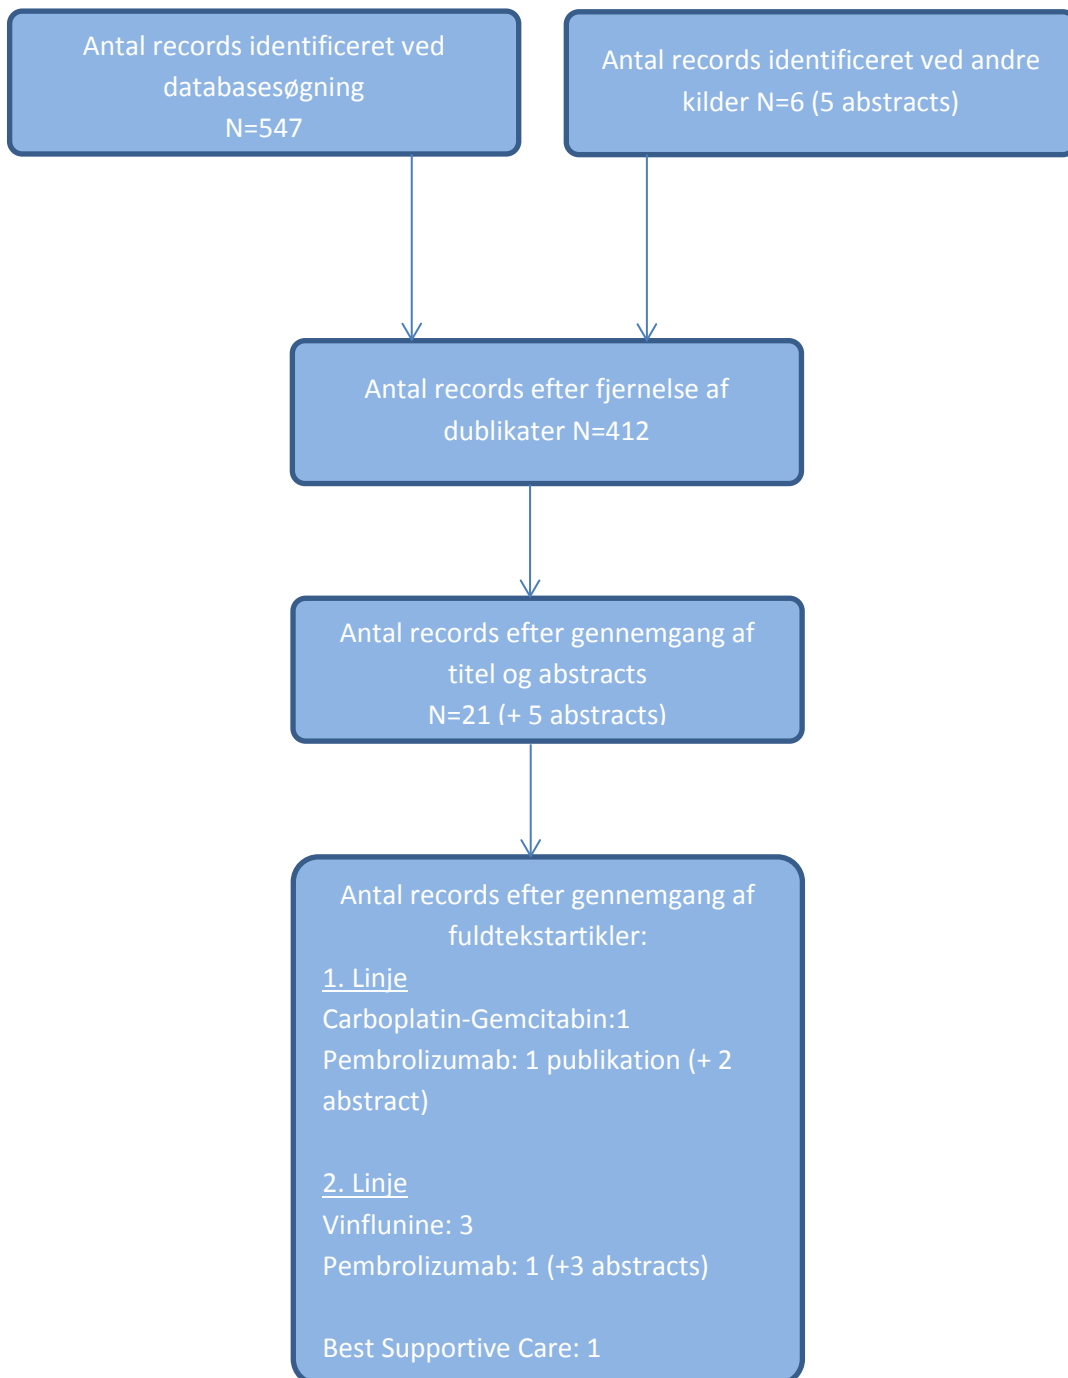 Antal records identificeret ved
databasesøgning
N=547
Antal records identificeret ved andre
kilder N=6 (5 abstracts)
Antal records efter fjernelse af
dublikater N=412
Antal records efter gennemgang af
titel og abstracts
N=21 (+ 5 abstracts)
Antal records efter gennemgang af
fuldtekstartikler:
1. Linje
Carboplatin-Gemcitabin:1
Pembrolizumab: 1 publikation (+ 2
abstract)
2. Linje
Vinflunine: 3
Pembrolizumab: 1 (+3 abstracts)
Best Supportive Care: 1